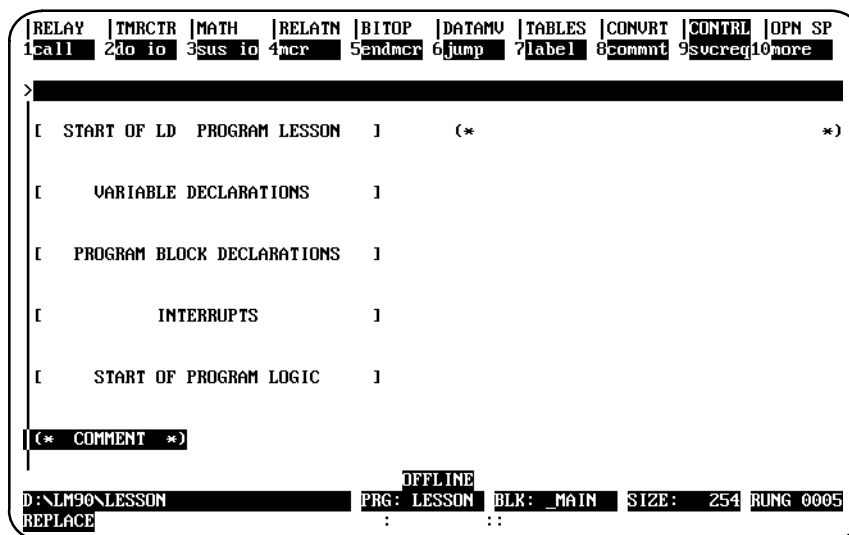 |RELAY |TMRCTR |MATH |RELATN |BITOP |DATAMV |TABLES |CONVRT |CONTRL |OPN SP
1call 2do io 3sus io 4mcr 5endmcr 6jump 7label 8commnt 9svcreq10more
>
[ START OF LD PROGRAM LESSON ] (* *)
[ VARIABLE DECLARATIONS ]
[ PROGRAM BLOCK DECLARATIONS ]
[ INTERRUPTS ]
[ START OF PROGRAM LOGIC ]
(* COMMENT *)
OFFLINE
D:\LM90\LESSON PRG: LESSON BLK: _MAIN SIZE: 254 RUNG 0005
REPLACE : ::